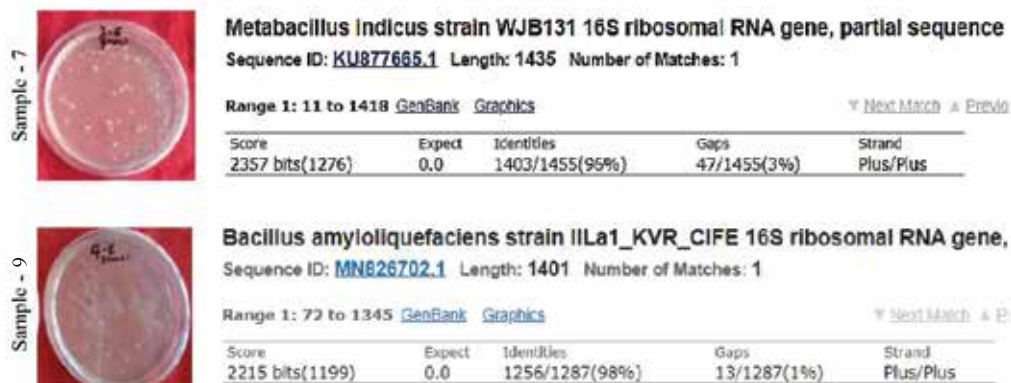 Sample - 7
Metabacillus indicus strain WJB131 16S ribosomal RNA gene, partial sequence
Sequence ID: KU877665.1 Length: 1435 Number of Matches: 1
Range 1: 11 to 1418 GenBank Graphics ▼ Next Match ▲ Previo
Score Expect Identities Gaps Strand
2357 bits(1276) 0.0 1403/1455(96%) 47/1455(3%) Plus/Plus
Sample - 9
Bacillus amyloliquefaciens strain IILa1_KVR_CIFE 16S ribosomal RNA gene,
Sequence ID: MN826702.1 Length: 1401 Number of Matches: 1
Range 1: 72 to 1345 GenBank Graphics ▼ Next Match ▲ P
Score Expect Identities Gaps Strand
2215 bits(1199) 0.0 1256/1287(98%) 13/1287(1%) Plus/Plus